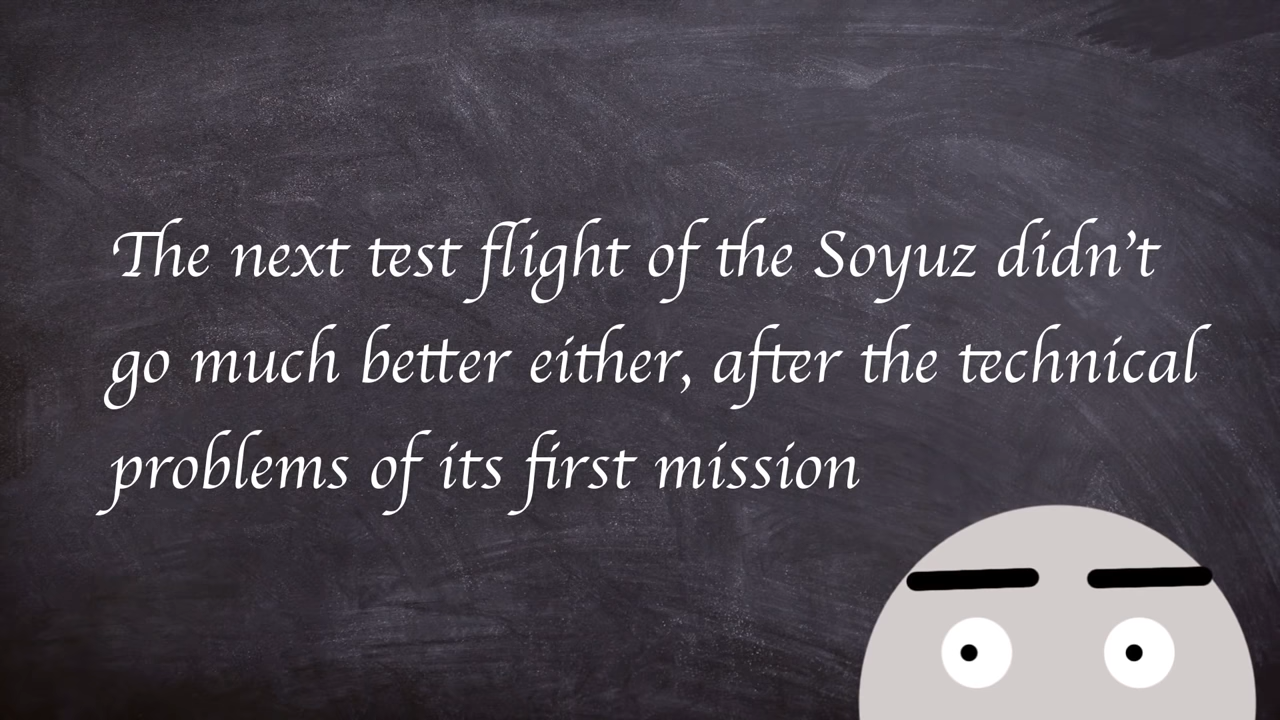 The next test flight of the Soyuz didn't
go much better either, after the technical
problems of its first mission